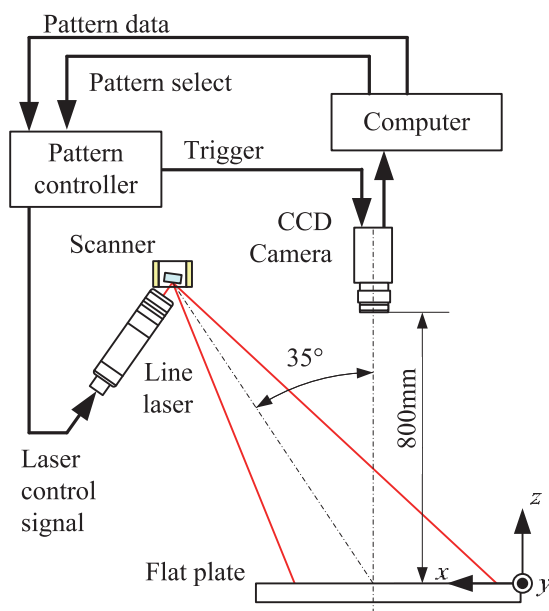 Pattern data
Pattern select
Computer
Pattern
controller
Trigger
CCD
Camera
Scanner
35°
Line
laser
800mm
Laser
control
signal
z
Flat plate
x
y